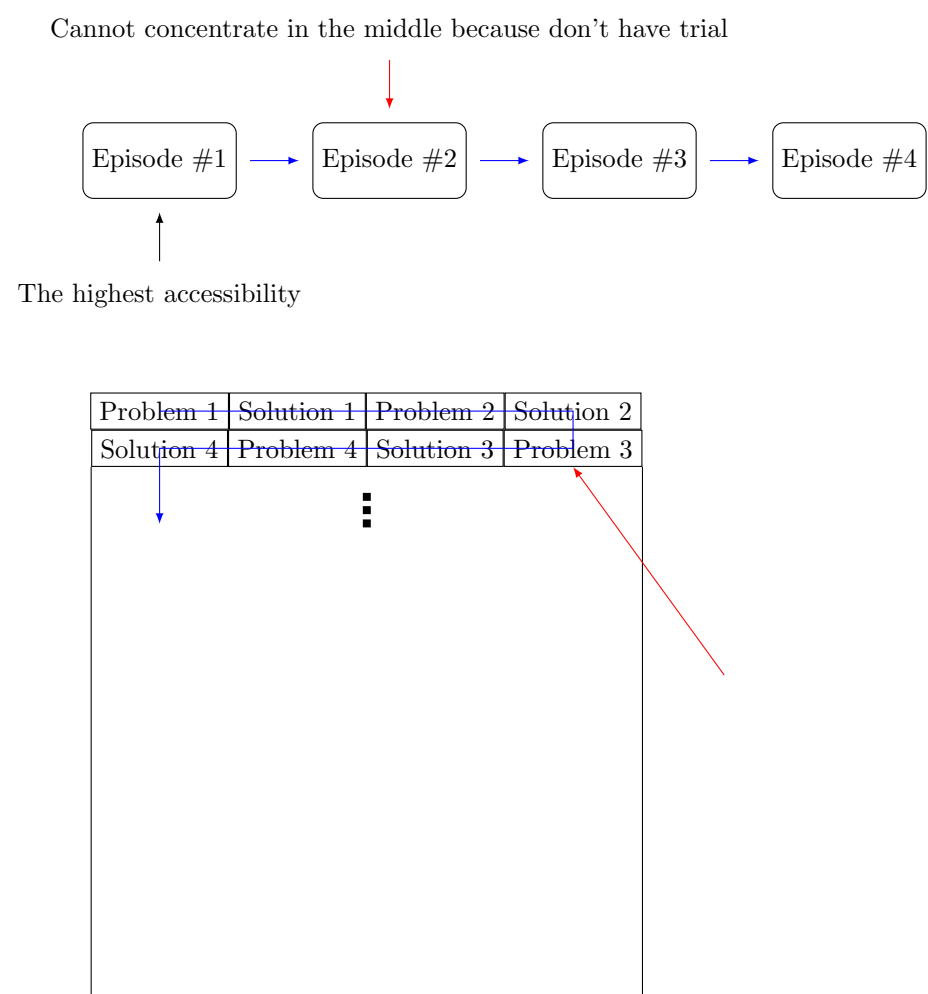 Cannot concentrate in the middle because don't have trial
Episode #1 Episode #2 Episode #3 Episode #4
The highest accessibility
Problem 1 Solution 1 Problem 2 Solution 2
Solution 4 Problem 4 Solution 3 Problem 3